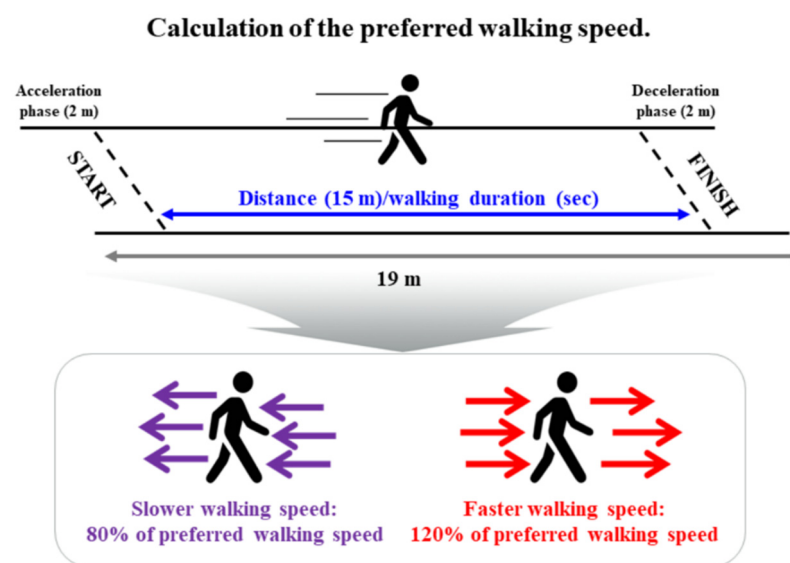 Calculation of the preferred walking speed.
Acceleration
phase (2 m)
Deceleration
phase (2 m)
START
FINISH
Distance (15 m)/walking duration (sec)
19 m
Slower walking speed:
80% of preferred walking speed
Faster walking speed:
120% of preferred walking speed